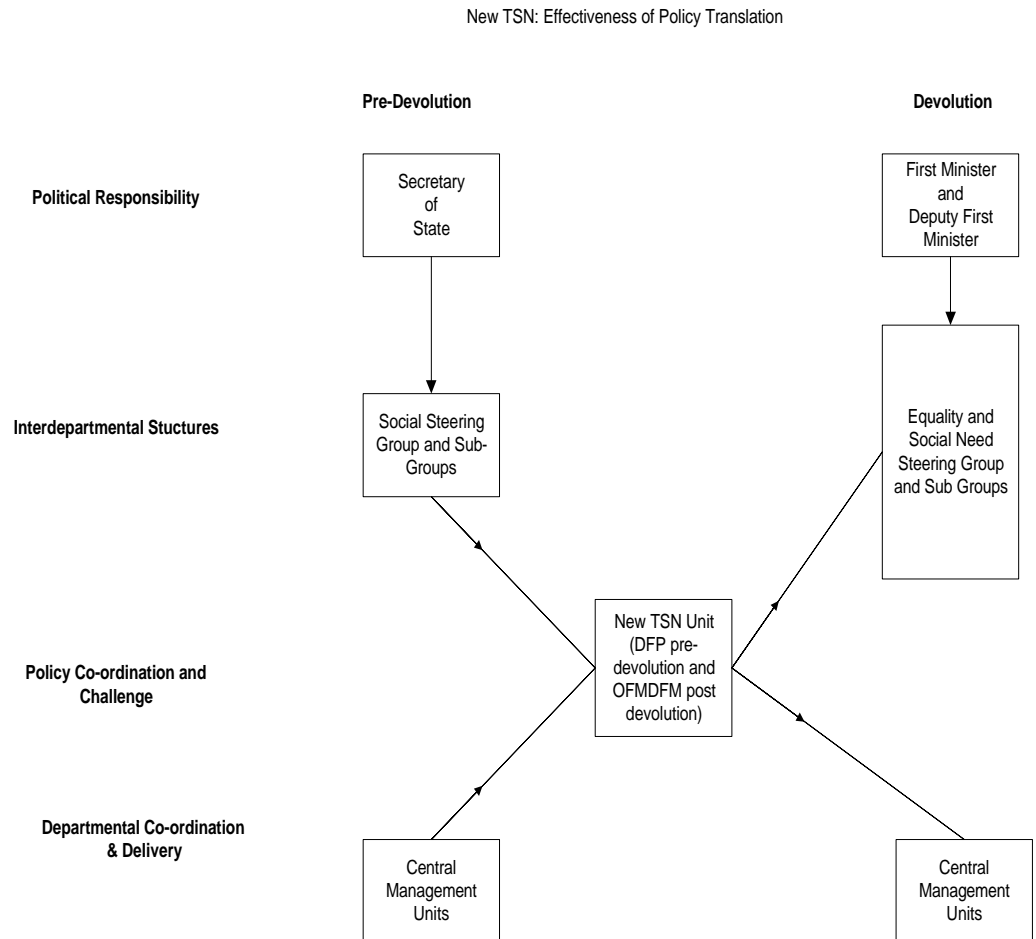 New TSN: Effectiveness of Policy Translation
Pre-Devolution
Devolution
Political Responsibility
Secretary
of
State
First Minister
and
Deputy First
Minister
Interdepartmental Stuctures
Social Steering
Group and Sub-
Groups
Equality and
Social Need
Steering Group
and Sub Groups
Policy Co-ordination and
Challenge
New TSN Unit
(DFP pre-
devolution and
OFMDFM post
devolution)
Departmental Co-ordination
& Delivery
Central
Management
Units
Central
Management
Units